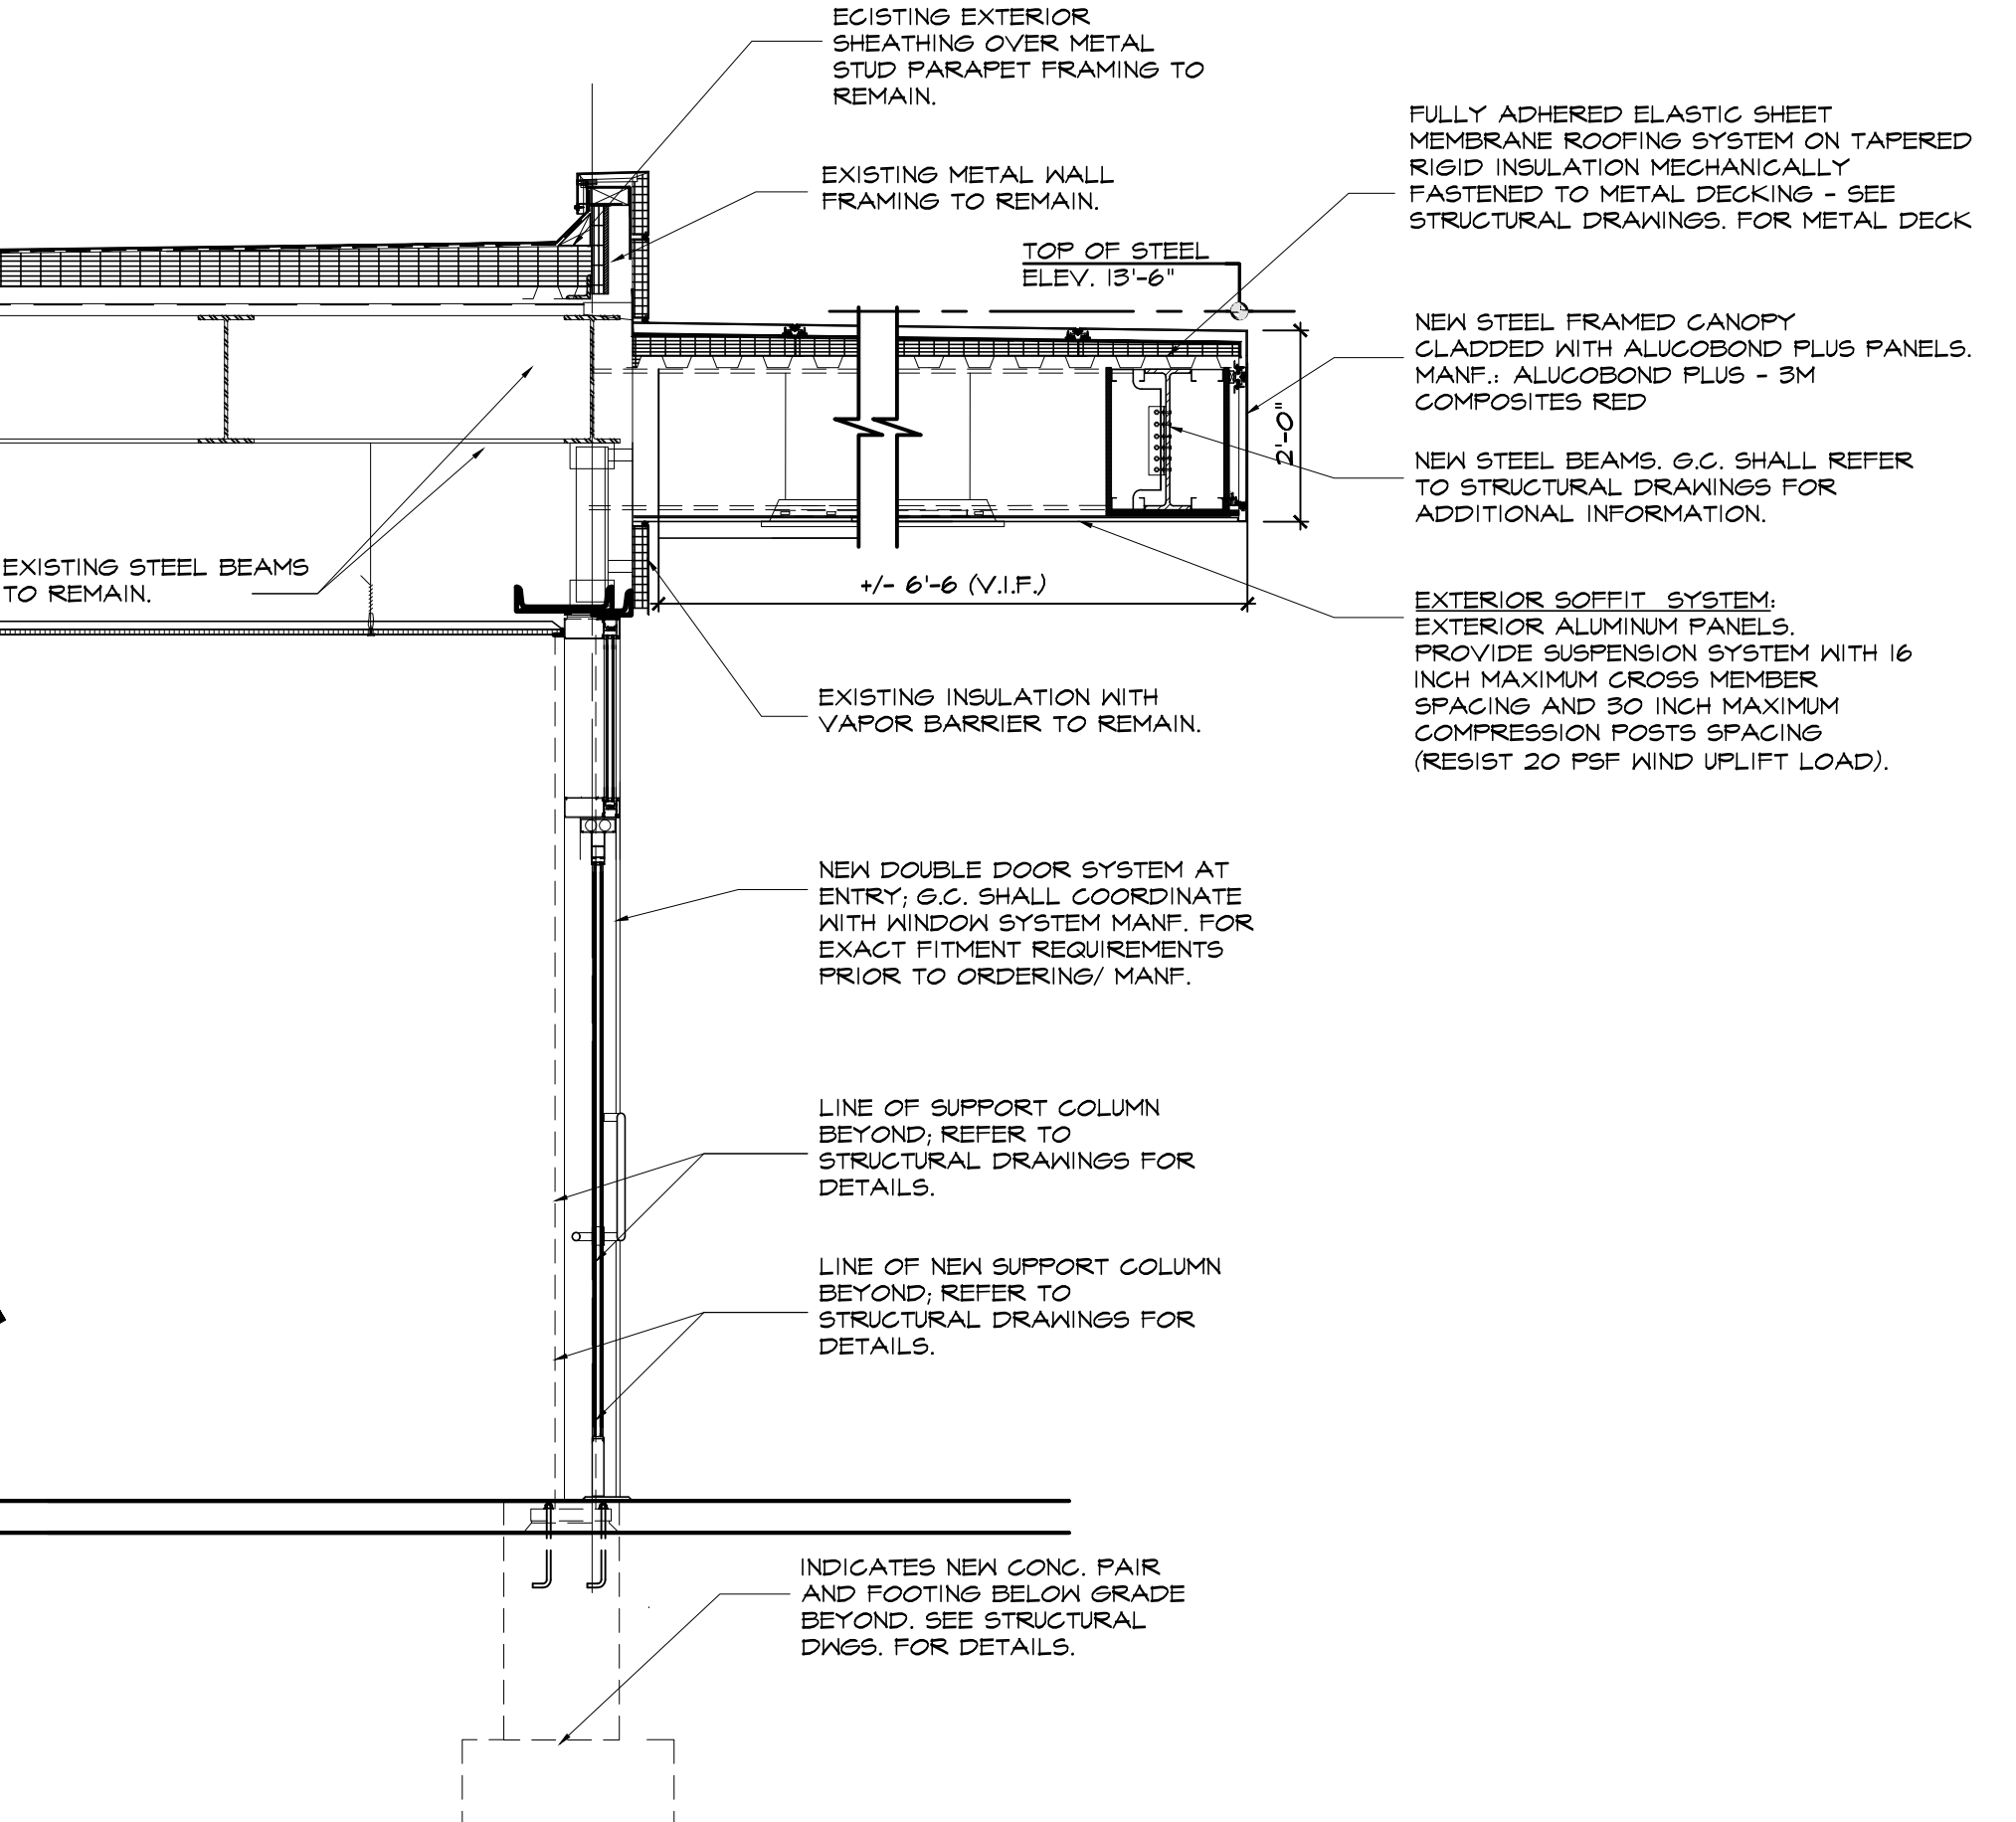 ECISTING EXTERIOR
SHEATHING OVER METAL
STUD PARAPET FRAMING TO
REMAIN.
EXISTING METAL WALL
FRAMING TO REMAIN.
TOP OF STEEL
ELEV. 13'-6"
FULLY ADHERED ELASTIC SHEET
MEMBRANE ROOFING SYSTEM ON TAPERED
RIGID INSULATION MECHANICALLY
FASTENED TO METAL DECKING - SEE
STRUCTURAL DRAWINGS. FOR METAL DECK
NEW STEEL FRAMED CANOPY
CLADDED WITH ALUCOBOND PLUS PANELS.
MANF.: ALUCOBOND PLUS - 3M
COMPOSITES RED
2'-0"
NEW STEEL BEAMS. G.C. SHALL REFER
TO STRUCTURAL DRAWINGS FOR
ADDITIONAL INFORMATION.
EXISTING STEEL BEAMS
TO REMAIN.
+/- 6'-6 (V.I.F.)
EXTERIOR SOFFIT  SYSTEM:
EXTERIOR ALUMINUM PANELS.
PROVIDE SUSPENSION SYSTEM WITH 16
INCH MAXIMUM CROSS MEMBER
SPACING AND 30 INCH MAXIMUM
COMPRESSION POSTS SPACING
(RESIST 20 PSF WIND UPLIFT LOAD).
EXISTING INSULATION WITH
VAPOR BARRIER TO REMAIN.
NEW DOUBLE DOOR SYSTEM AT
ENTRY; G.C. SHALL COORDINATE
WITH WINDOW SYSTEM MANF. FOR
EXACT FITMENT REQUIREMENTS
PRIOR TO ORDERING/ MANF.
LINE OF SUPPORT COLUMN
BEYOND; REFER TO
STRUCTURAL DRAWINGS FOR
DETAILS.
LINE OF NEW SUPPORT COLUMN
BEYOND; REFER TO
STRUCTURAL DRAWINGS FOR
DETAILS.
INDICATES NEW CONC. PAIR
AND FOOTING BELOW GRADE
BEYOND. SEE STRUCTURAL
DWGS. FOR DETAILS.